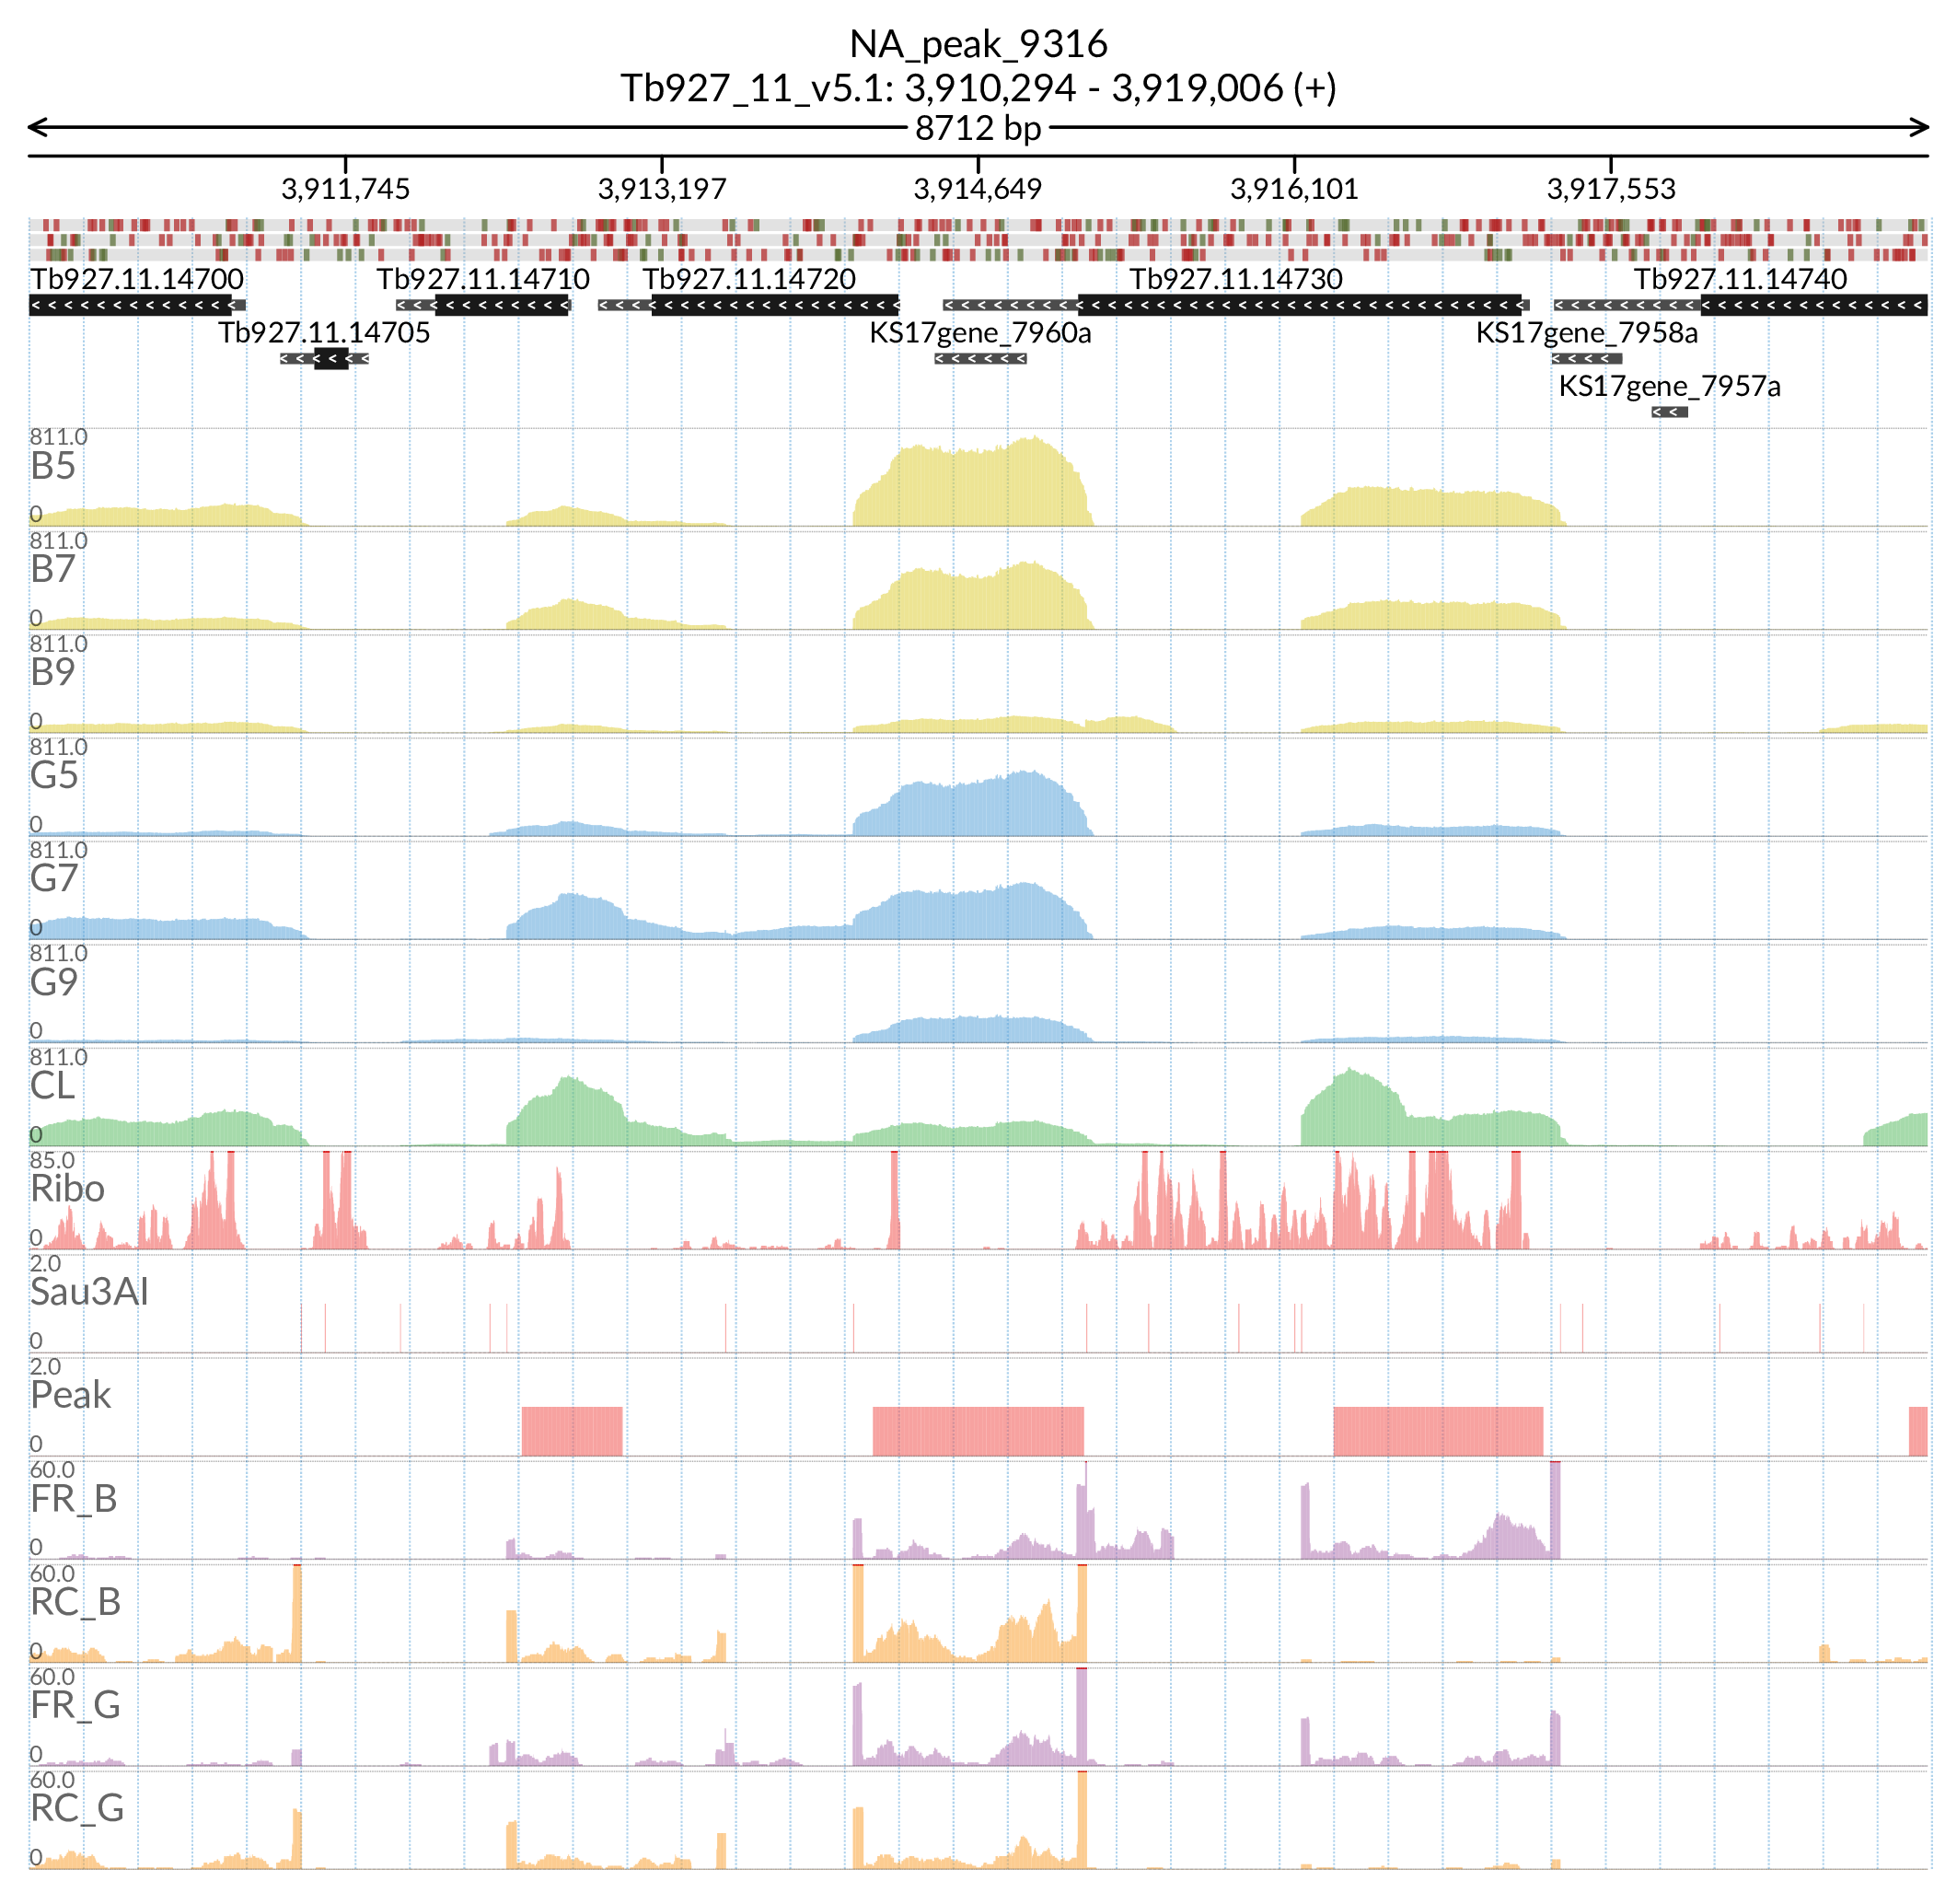 NA_peak_9316
Tb927_11_v5.1: 3,910,294 - 3,919,006 (+)
8712 bp
3,911,745 3,913,197 3,914,649 3,916,101 3,917,553
Tb927.11.14700 Tb927.11.14710 Tb927.11.14720 Tb927.11.14730 Tb927.11.14740
Tb927.11.14705 KS17gene_7960a KS17gene_7958a
KS17gene_7957a
811.0
B5
0
811.0
B7
0
811.0
B9
0
811.0
G5
0
811.0
G7
0
811.0
G9
0
811.0
CL
0
85.0
Ribo
0
2.0
Sau3AI
0
2.0
Peak
0
60.0
FR_B
0
60.0
RC_B
0
60.0
FR_G
0
60.0
RC_G
0